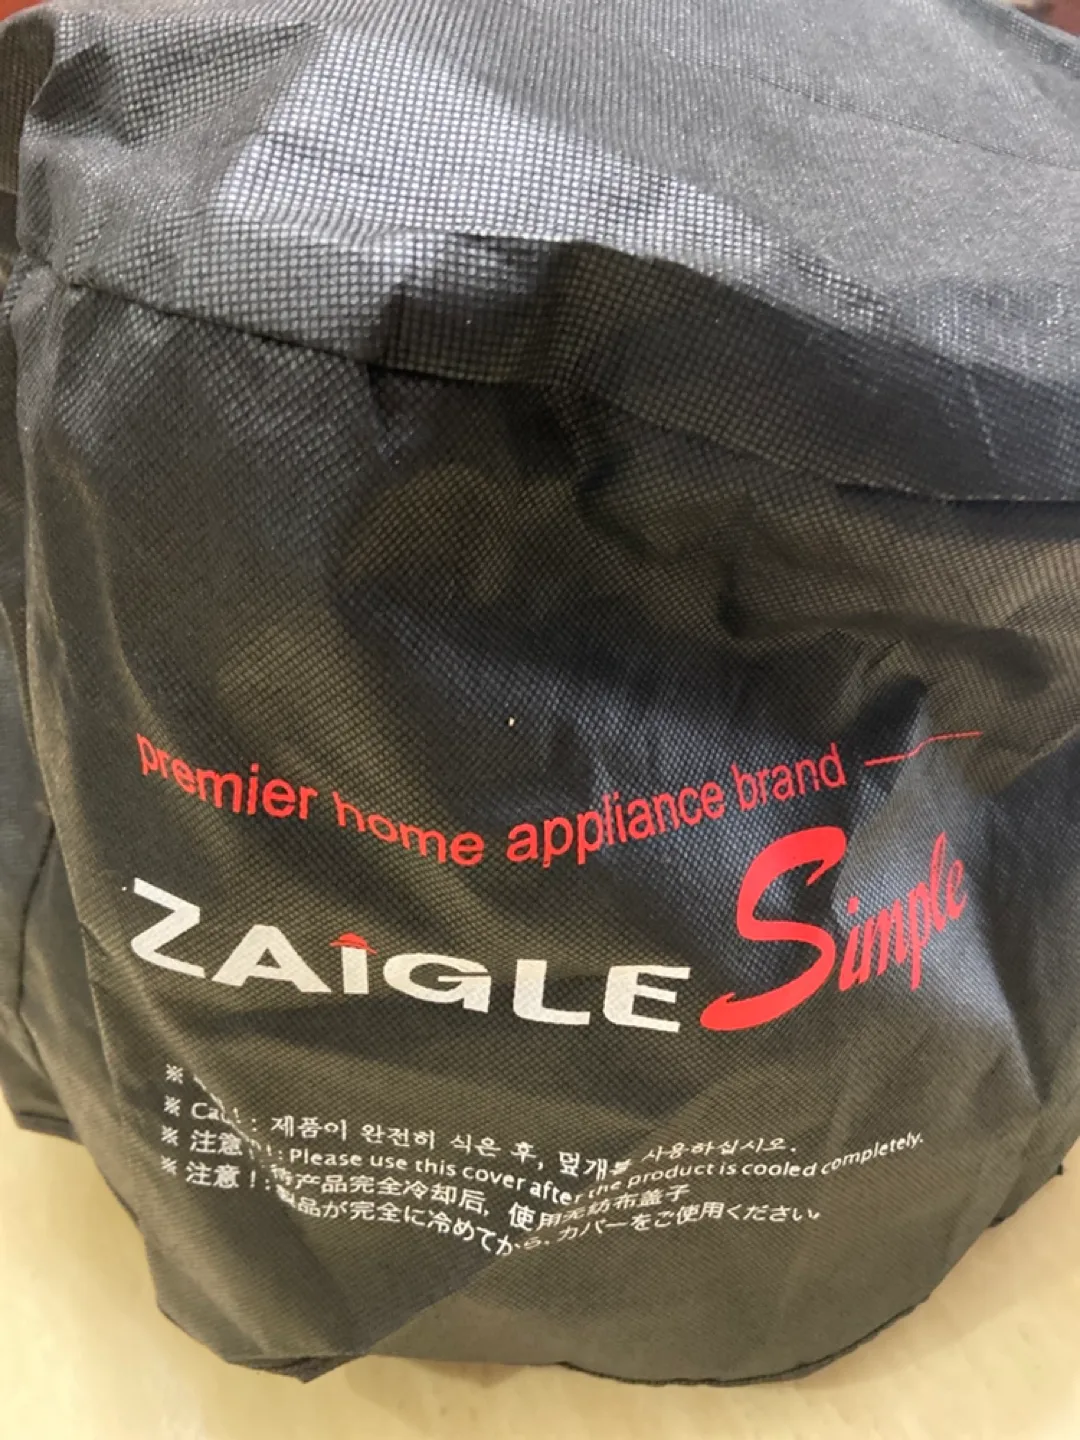 premier home appliance brand
ZAiGLE Simple
※ : 제품이 완전히 식은 후, 덮개를 사용하십시오.
※ : Please use this cover after the product is cooled completely.
※ 注意 ! : 待产品完全冷却后, 使用无纺布盖子
※ 注意 ! : 製品が完全に冷めてから、カバーをご使用ください。